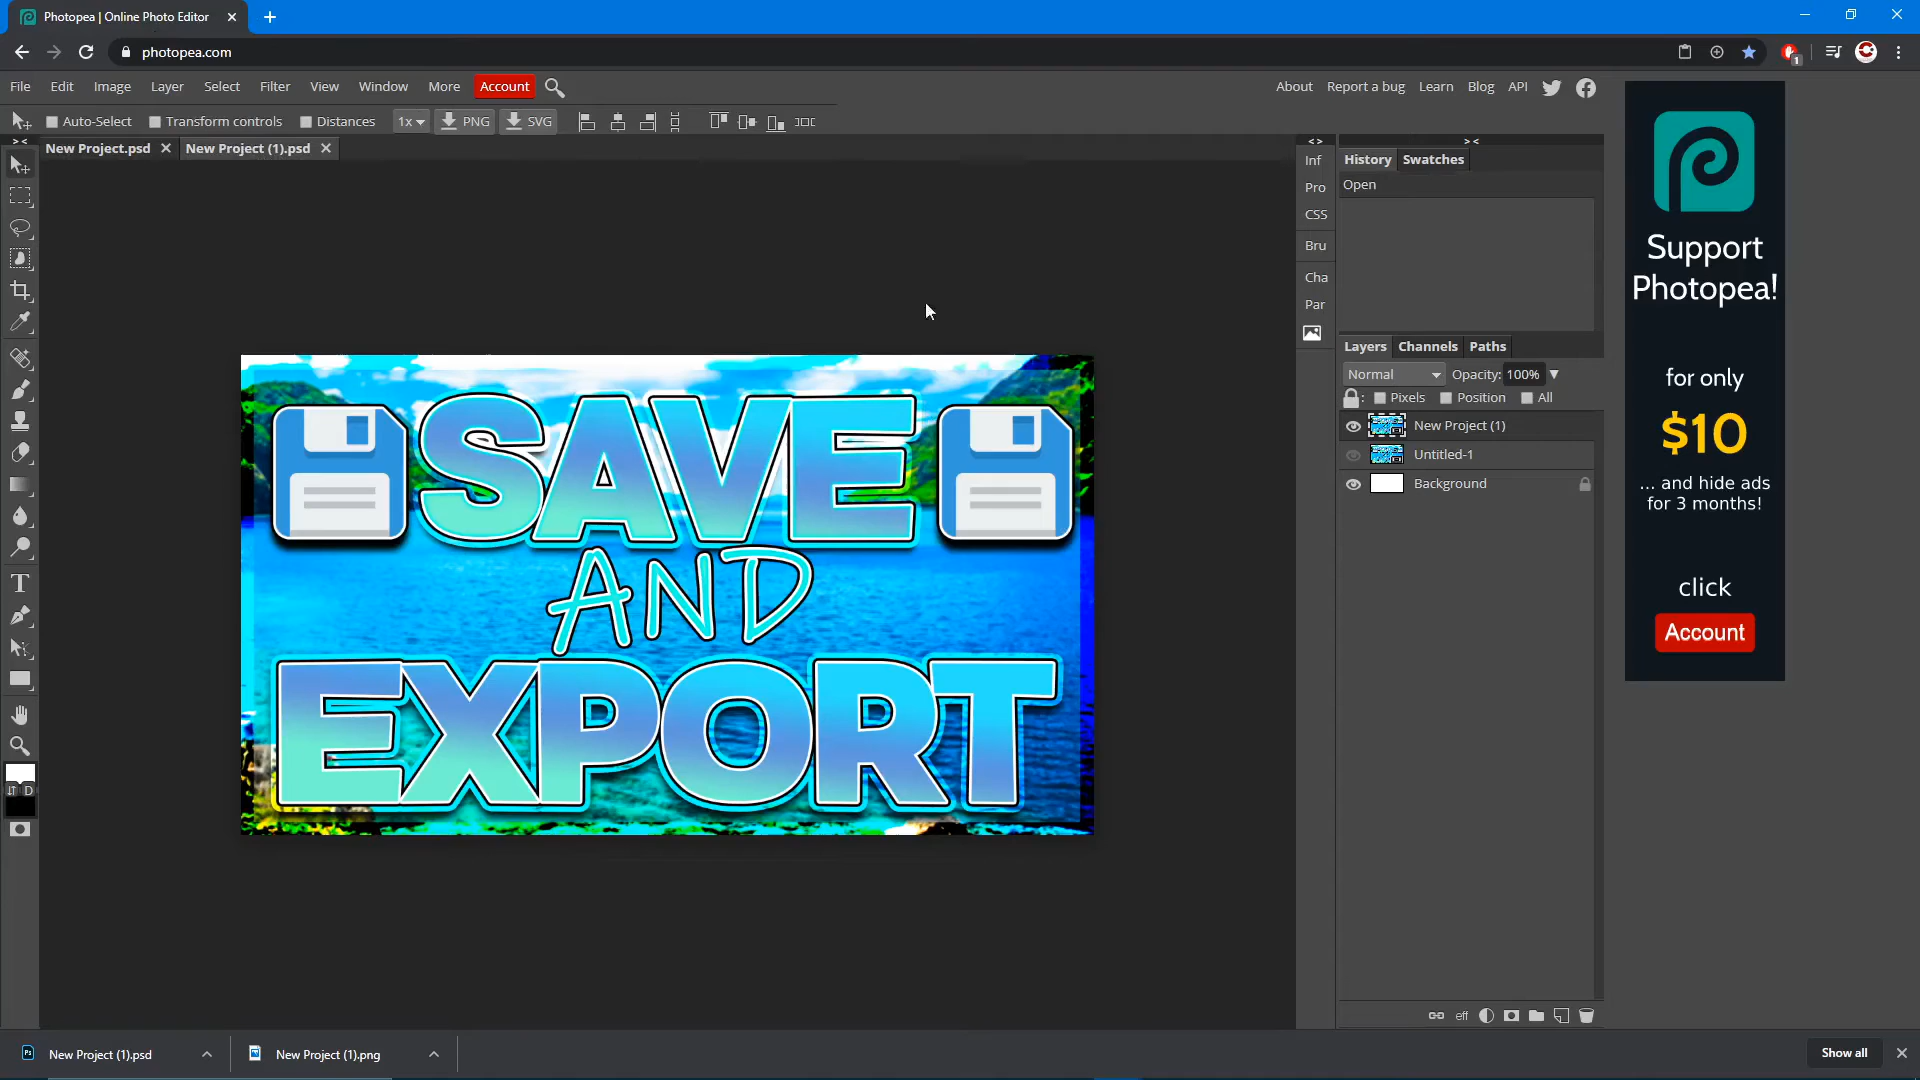 Photopea | Online Photo Editor
photopea.com
1
File Edit Image Layer Select Filter View Window More Account
About Report a bug Learn Blog API
Auto-Select Transform controls Distances 1x PNG SVG
New Project.psd New Project (1).psd
Inf
Pro
CSS
Bru
Cha
Par
History Swatches
Open
Layers Channels Paths
Normal Opacity: 100%
: Pixels Position All
New Project (1)
Untitled-1
Background
eff
T
D
SAVE
AND
EXPORT
Support
Photopea!
for only
$10
... and hide ads
for 3 months!
click
Account
Ps New Project (1).psd New Project (1).png Show all